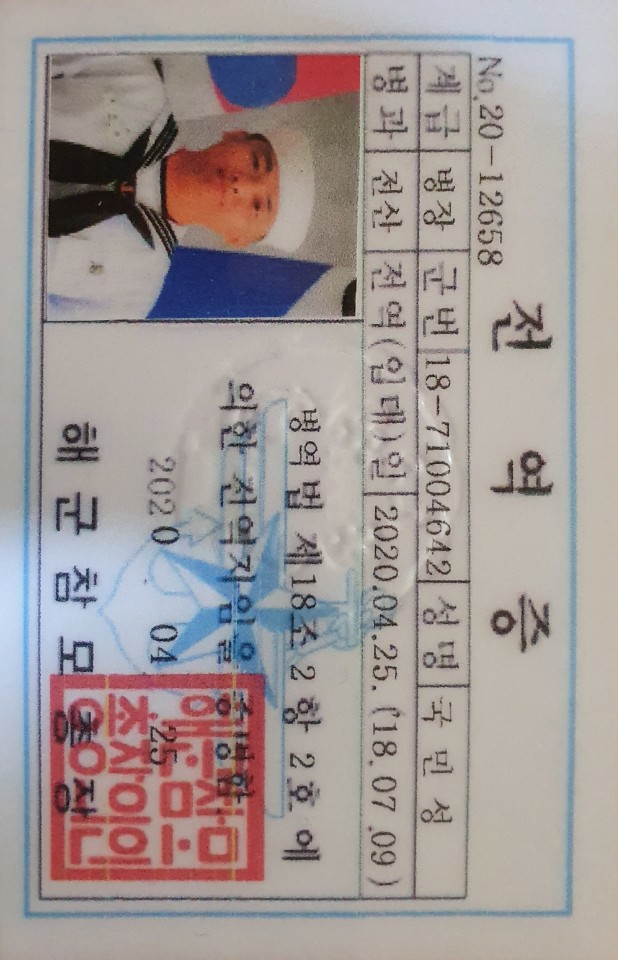 No.20-12658
전 역 증
계급 병장 군번 18-71004642 성명 국 민 성
병과 전산 전역(임대)일 2020.04.25.('18.07.09)
병역법 제18조 2 항 2 호 에
의한 전역자임을 증명함
2020 04 25
해 군 참 모 총 장
해군참모
총장의인